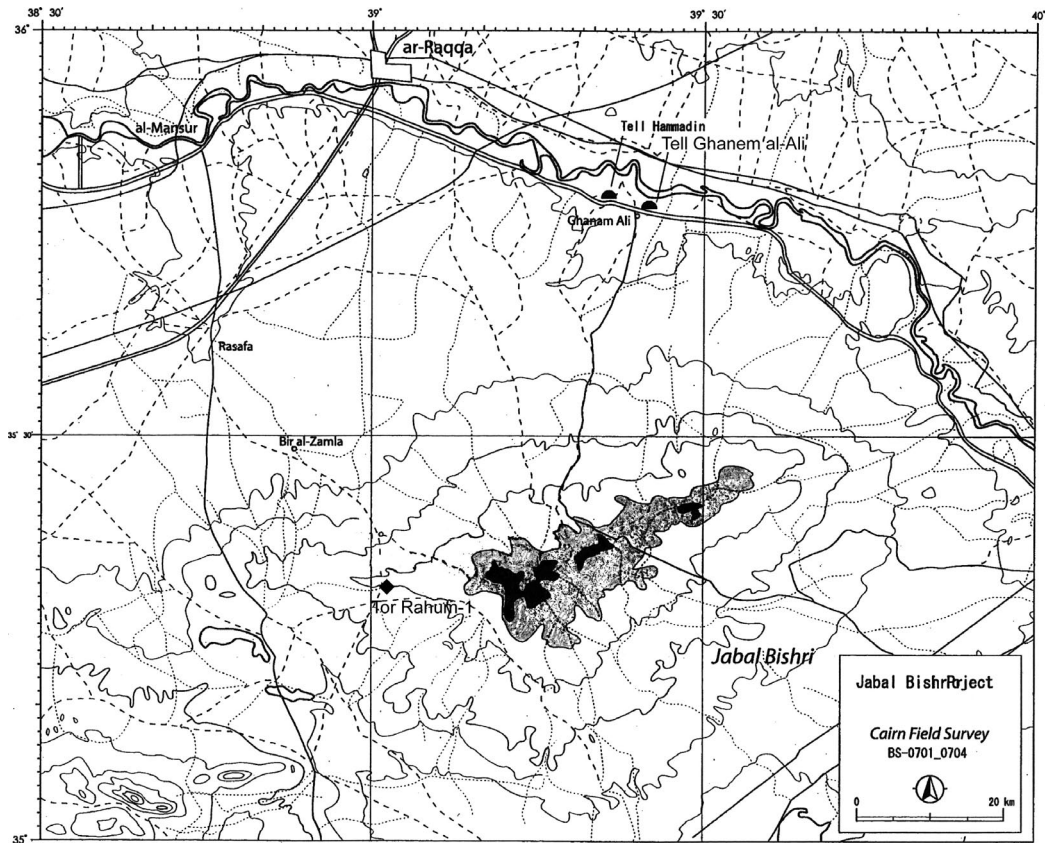 38° 30'
39°
39° 30'
40°
36°
ar-Raqqa
al-Mansur
Tell Hammadin
Tell Ghanem al-Ali
Ghanam Ali
Rasafa
35° 30'
Bir al-Zamla
Tor Rahum-1
Jabal Bishri
Jabal BishrProject
Cairn Field Survey
BS-0701_0704
0 20 km
35°